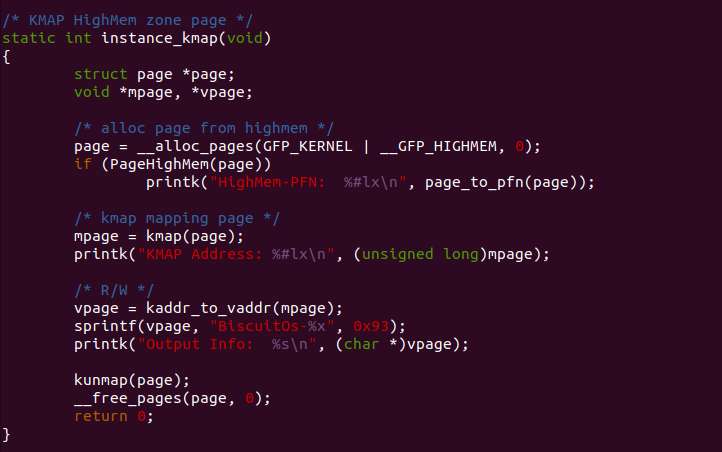 /* KMAP HighMem zone page */
static int instance_kmap(void)
{
struct page *page;
void *mpage, *vpage;
/* alloc page from highmem */
page = __alloc_pages(GFP_KERNEL | __GFP_HIGHMEM, 0);
if (PageHighMem(page))
printk("HighMem-PFN:  %#lx\n", page_to_pfn(page));
/* kmap mapping page */
mpage = kmap(page);
printk("KMAP Address: %#lx\n", (unsigned long)mpage);
/* R/W */
vpage = kaddr_to_vaddr(mpage);
sprintf(vpage, "BiscuitOs-%x", 0x93);
printk("Output Info:  %s\n", (char *)vpage);
kunmap(page);
__free_pages(page, 0);
return 0;
}